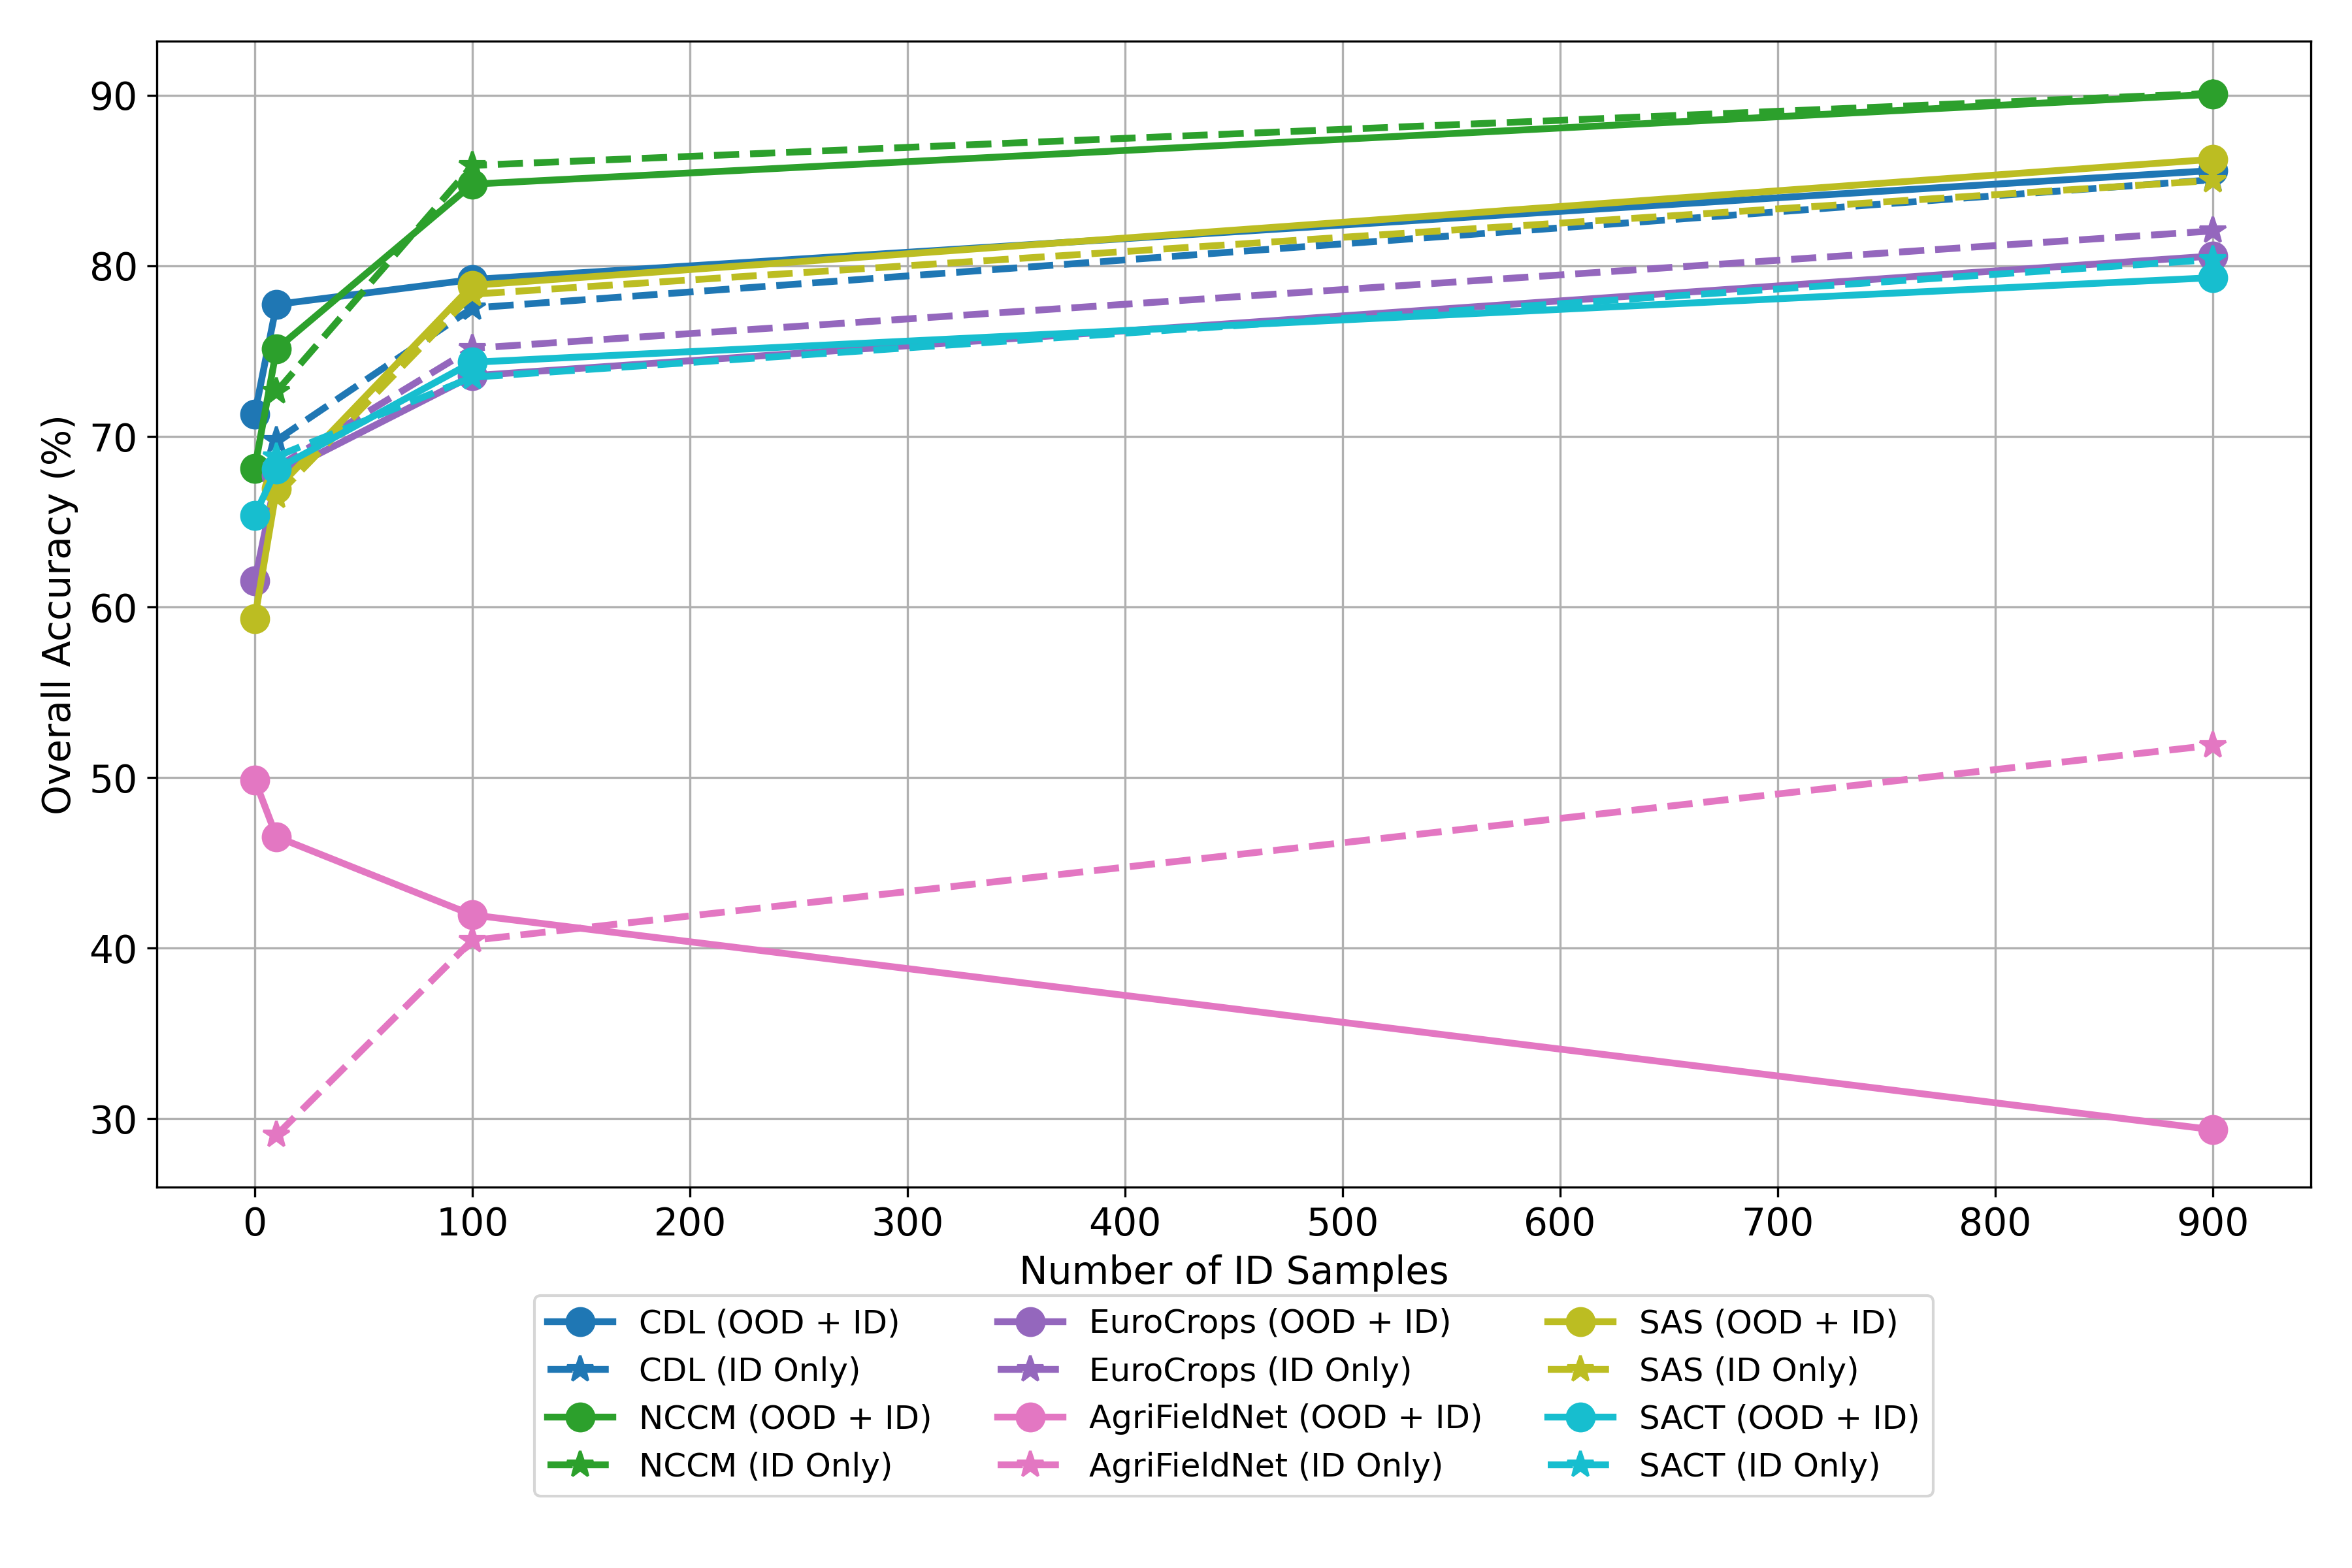 90
80
70
60
50
40
30
Overall Accuracy (%)
0 100 200 300 400 500 600 700 800 900
Number of ID Samples
CDL (OOD + ID)
CDL (ID Only)
NCCM (OOD + ID)
NCCM (ID Only)
EuroCrops (OOD + ID)
EuroCrops (ID Only)
AgriFieldNet (OOD + ID)
AgriFieldNet (ID Only)
SAS (OOD + ID)
SAS (ID Only)
SACT (OOD + ID)
SACT (ID Only)